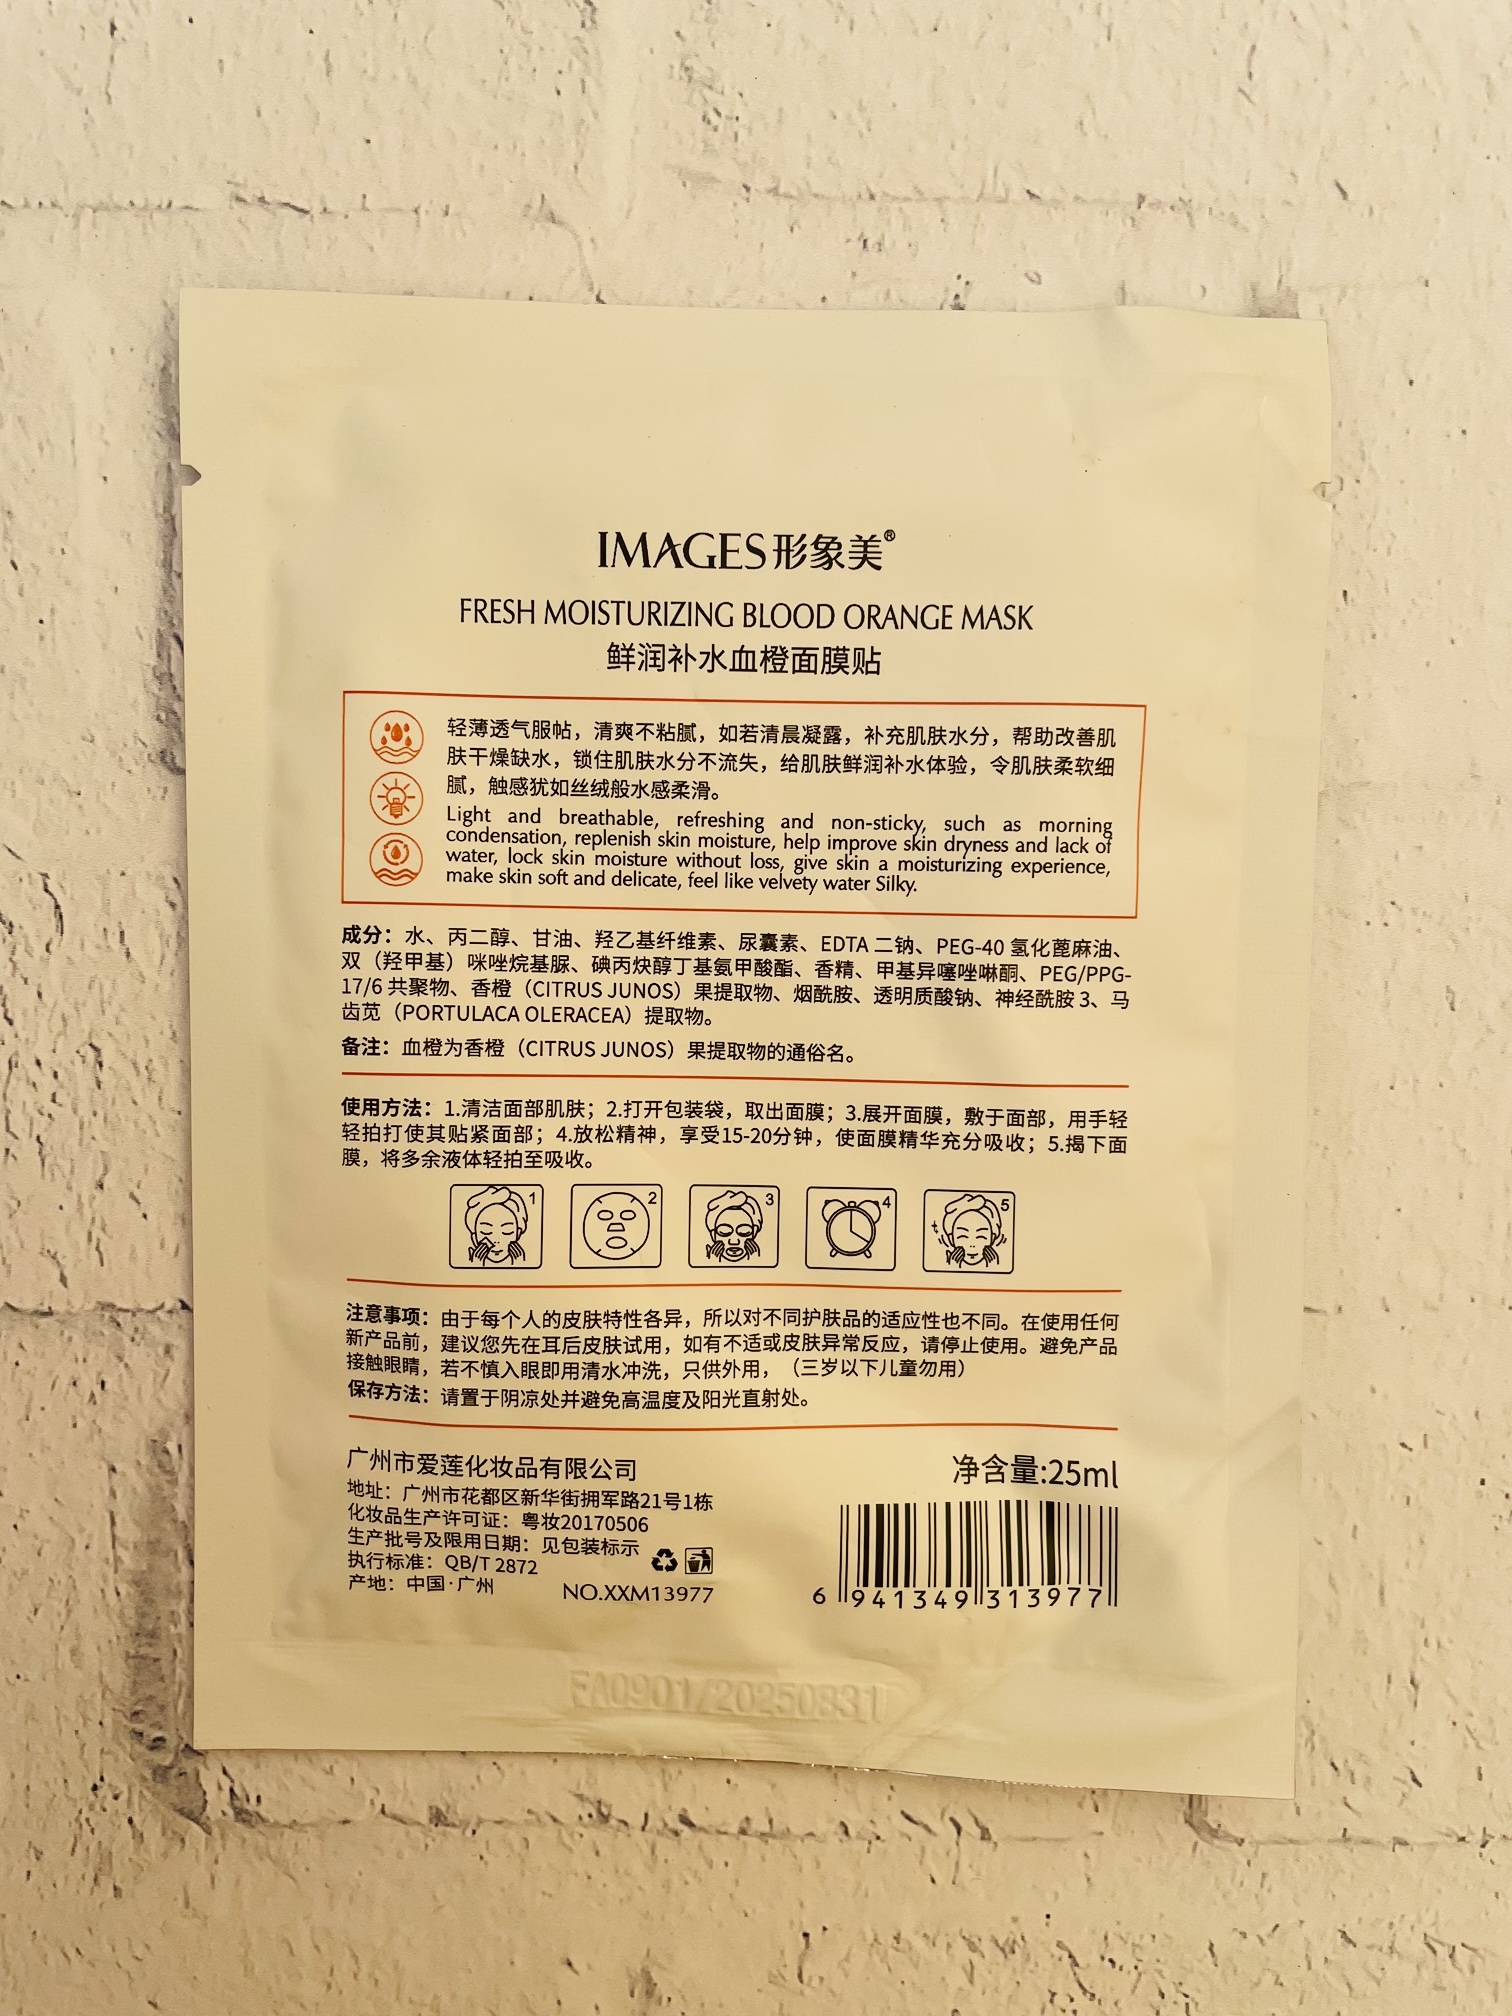 IMAGES形象美®
FRESH MOISTURIZING BLOOD ORANGE MASK
鲜润补水血橙面膜贴
轻薄透气服帖，清爽不粘腻，如若清晨凝露，补充肌肤水分，帮助改善肌
肤干燥缺水，锁住肌肤水分不流失，给肌肤鲜润补水体验，令肌肤柔软细
腻，触感犹如丝绒般水感柔滑。
Light and breathable, refreshing and non-sticky, such as morning
condensation, replenish skin moisture, help improve skin dryness and lack of
water, lock skin moisture without loss, give skin a moisturizing experience,
make skin soft and delicate, feel like velvety water Silky.
成分：水、丙二醇、甘油、羟乙基纤维素、尿囊素、EDTA 二钠、PEG-40 氢化蓖麻油、
双（羟甲基）咪唑烷基脲、碘丙炔醇丁基氨甲酸酯、香精、甲基异噻唑啉酮、PEG/PPG-
17/6 共聚物、香橙（CITRUS JUNOS）果提取物、烟酰胺、透明质酸钠、神经酰胺 3、马
齿苋（PORTULACA OLERACEA）提取物。
备注：血橙为香橙（CITRUS JUNOS）果提取物的通俗名。
使用方法：1.清洁面部肌肤；2.打开包装袋，取出面膜；3.展开面膜，敷于面部，用手轻
轻拍打使其贴紧面部；4.放松精神，享受15-20分钟，使面膜精华充分吸收；5.揭下面
膜，将多余液体轻拍至吸收。
1 2 3 4 5
注意事项：由于每个人的皮肤特性各异，所以对不同护肤品的适应性也不同。在使用任何
新产品前，建议您先在耳后皮肤试用，如有不适或皮肤异常反应，请停止使用。避免产品
接触眼睛，若不慎入眼即用清水冲洗，只供外用，（三岁以下儿童勿用）
保存方法：请置于阴凉处并避免高温度及阳光直射处。
广州市爱莲化妆品有限公司
地址：广州市花都区新华街拥军路21号1栋
化妆品生产许可证：粤妆20170506
生产批号及限用日期：见包装标示
执行标准：QB/T 2872
产地：中国·广州
NO.XXM13977
净含量:25ml
6 941349 313977
FA0901/20250831